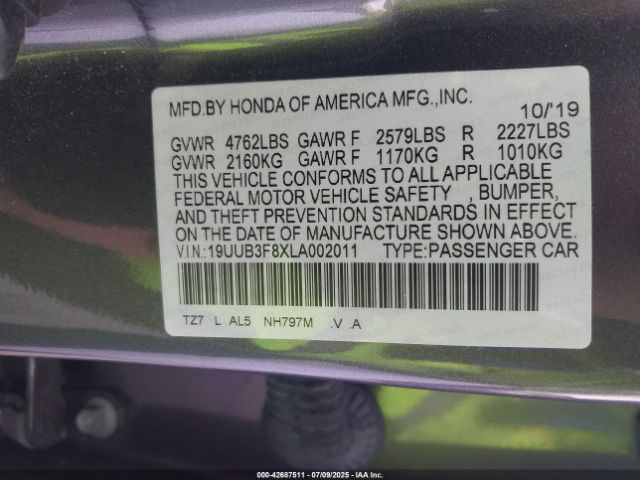 MFD.BY HONDA OF AMERICA MFG.,INC.
10/'19
GVWR 4762LBS GAWR F 2579LBS R 2227LBS
GVWR 2160KG GAWR F 1170KG R 1010KG
THIS VEHICLE CONFORMS TO ALL APPLICABLE
FEDERAL MOTOR VEHICLE SAFETY , BUMPER,
AND THEFT PREVENTION STANDARDS IN EFFECT
ON THE DATE OF MANUFACTURE SHOWN ABOVE.
V.I.N.:19UUB3F8XLA002011 TYPE:PASSENGER CAR
TZ7 L AL5 NH797M .V .A
000-42687511 - 07/09/2025 - IAA Inc.